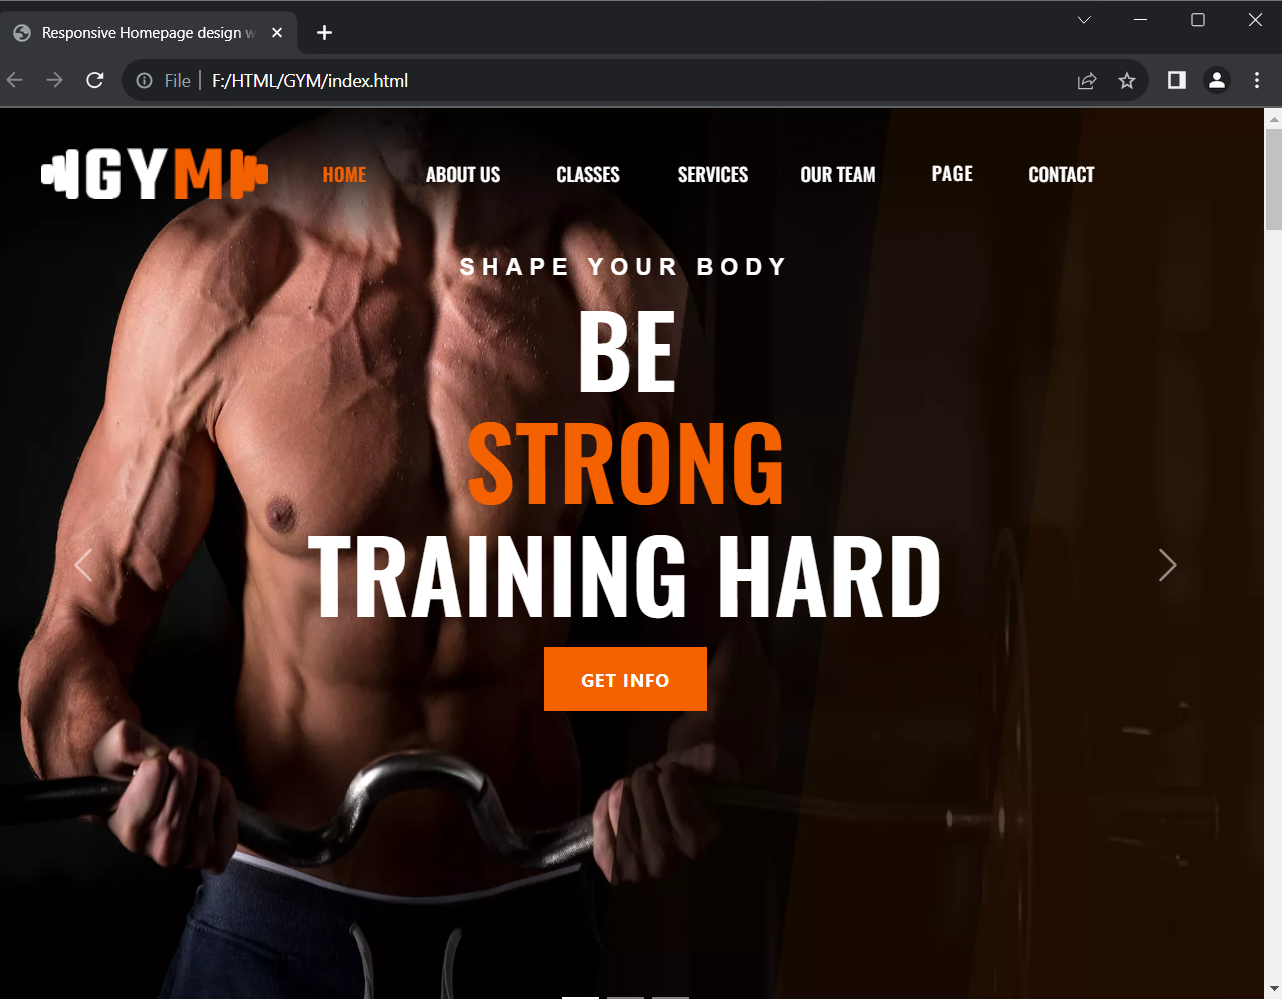 Responsive Homepage design w
File F:/HTML/GYM/index.html
GYM HOME ABOUT US CLASSES SERVICES OUR TEAM PAGE CONTACT
SHAPE YOUR BODY
BE
STRONG
TRAINING HARD
GET INFO